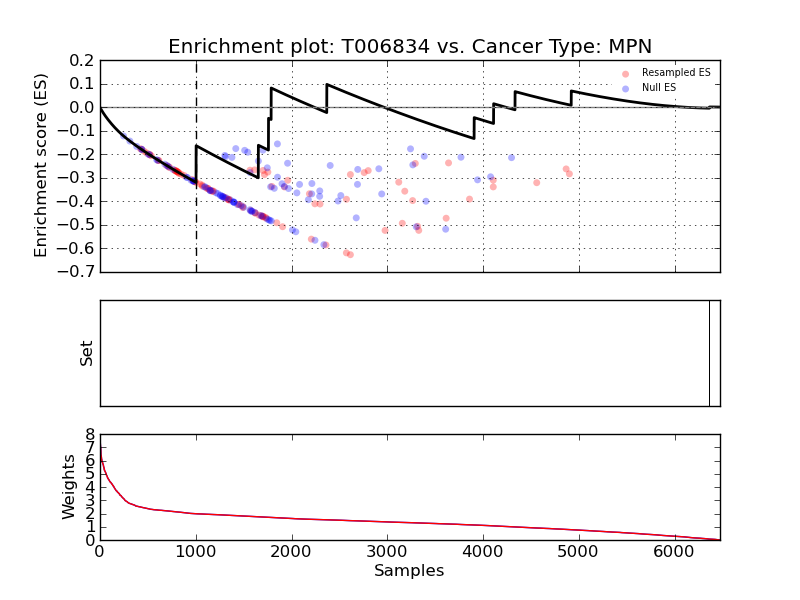 Enrichment plot: T006834 vs. Cancer Type: MPN
0.2
0.1
0.0
−0.1
−0.2
−0.3
−0.4
−0.5
−0.6
−0.7
Enrichment score (ES)
Resampled ES
Null ES
Set
8
7
6
5
4
3
2
1
0
Weights
0 1000 2000 3000 4000 5000 6000
Samples